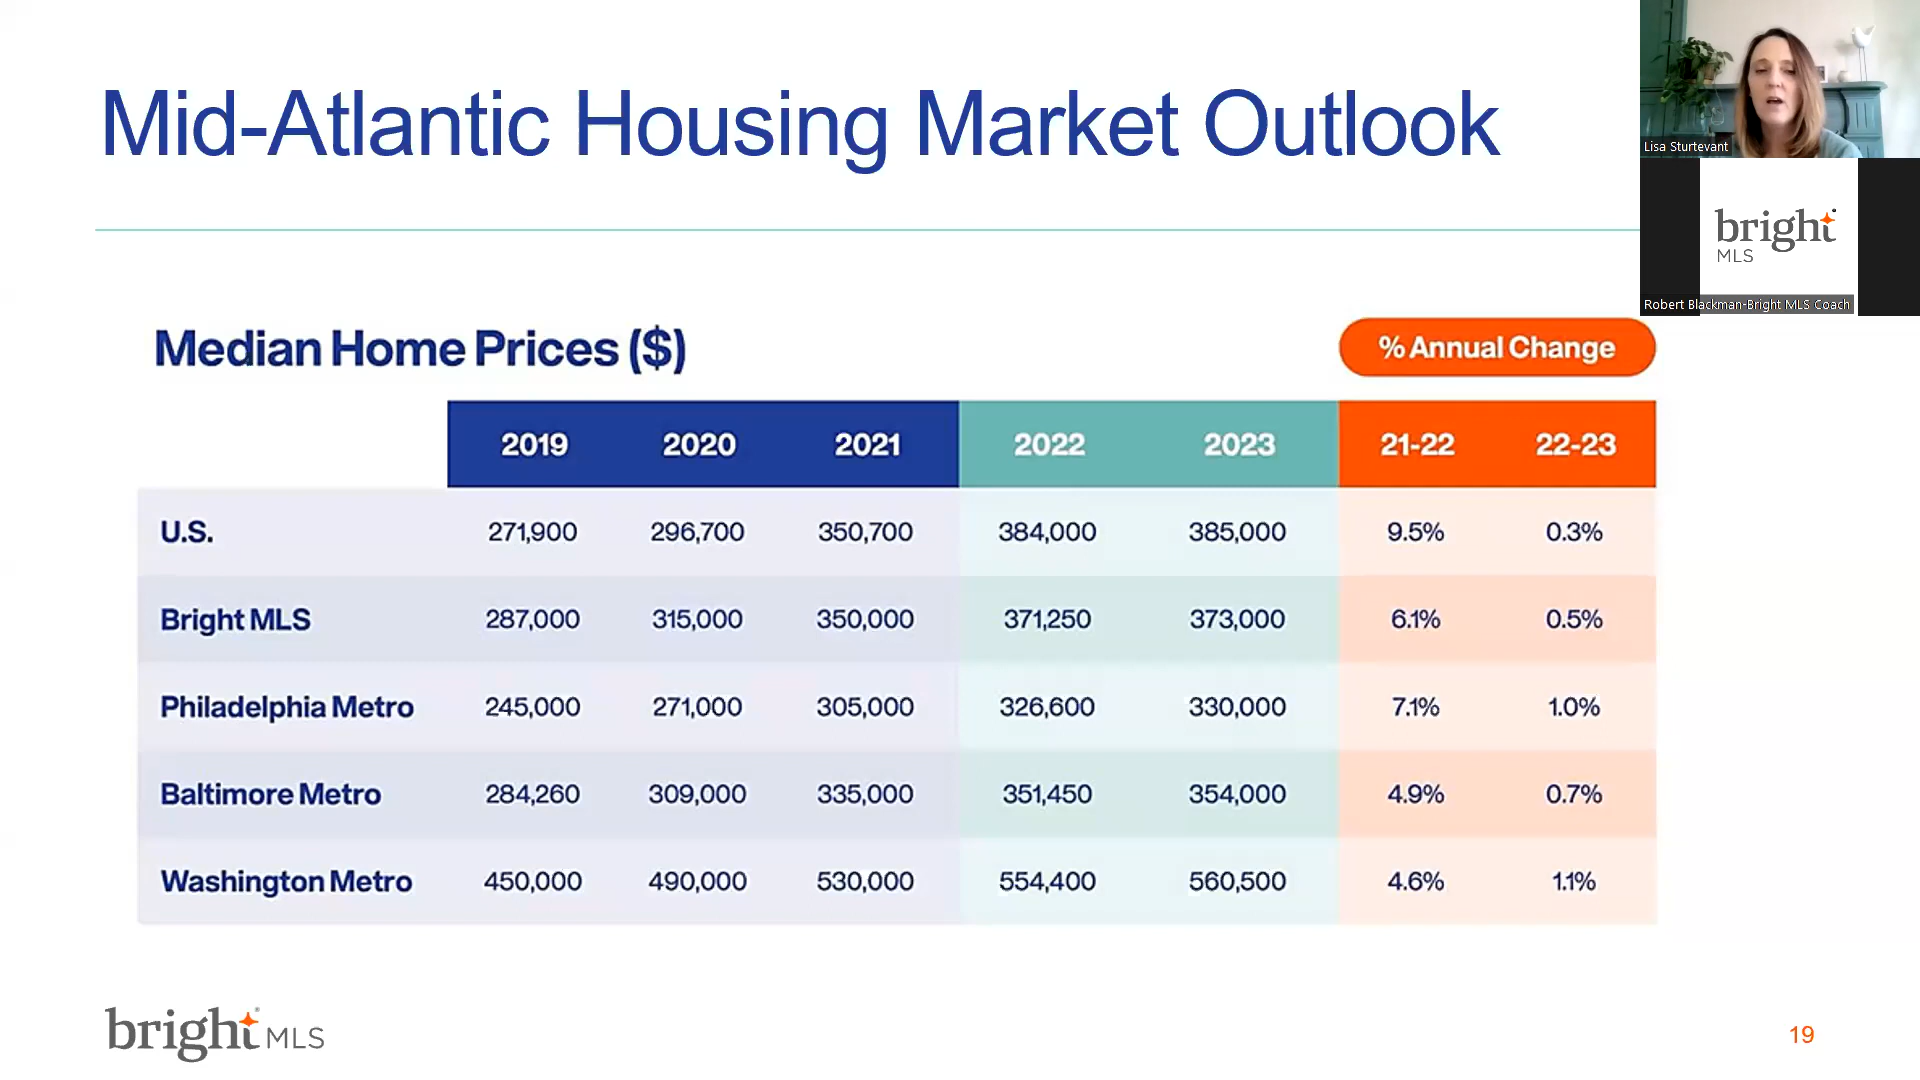 Mid-Atlantic Housing Market Outlook
Lisa Sturtevant
bright
MLS
Robert Blackman-Bright MLS Coach
Median Home Prices ($)
% Annual Change
2019 2020 2021 2022 2023 21-22 22-23
U.S. 271,900 296,700 350,700 384,000 385,000 9.5% 0.3%
Bright MLS 287,000 315,000 350,000 371,250 373,000 6.1% 0.5%
Philadelphia Metro 245,000 271,000 305,000 326,600 330,000 7.1% 1.0%
Baltimore Metro 284,260 309,000 335,000 351,450 354,000 4.9% 0.7%
Washington Metro 450,000 490,000 530,000 554,400 560,500 4.6% 1.1%
bright MLS
19